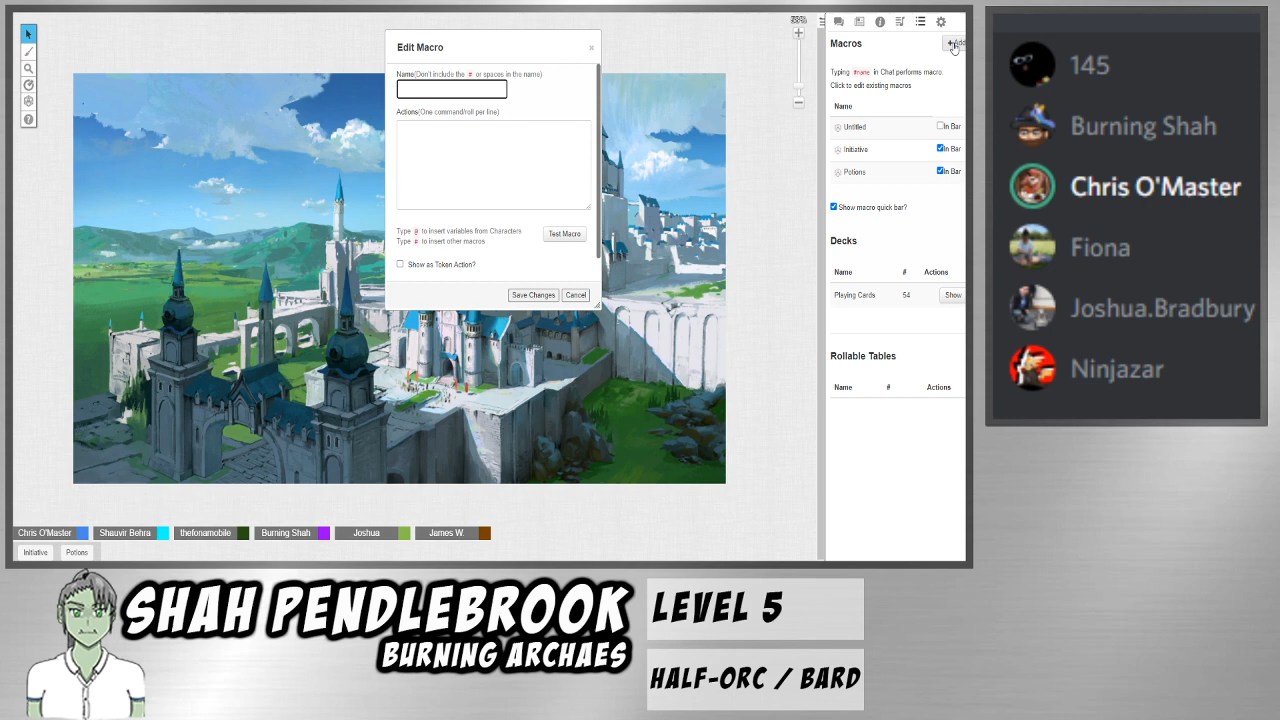 Edit Macro
×
Name(Don't include the # or spaces in the name)
Actions(One command/roll per line)
Type @ to insert variables from Characters
Type # to insert other macros
Test Macro
Show as Token Action?
Save Changes
Cancel
Macros
+Add
Typing #name in Chat performs macro.
Click to edit existing macros
Name
Untitled
In Bar
Initiative
In Bar
Potions
In Bar
Show macro quick bar?
Decks
Name # Actions
Playing Cards 54 Show
Rollable Tables
Name # Actions
145
Burning Shah
Chris O'Master
Fiona
Joshua.Bradbury
Ninjazar
Chris O'Master
Shauvir Behra
thefonamobile
Burning Shah
Joshua
James W.
Initiative
Potions
SHAH PENDLEBROOK
BURNING ARCHAES
LEVEL 5
HALF-ORC / BARD